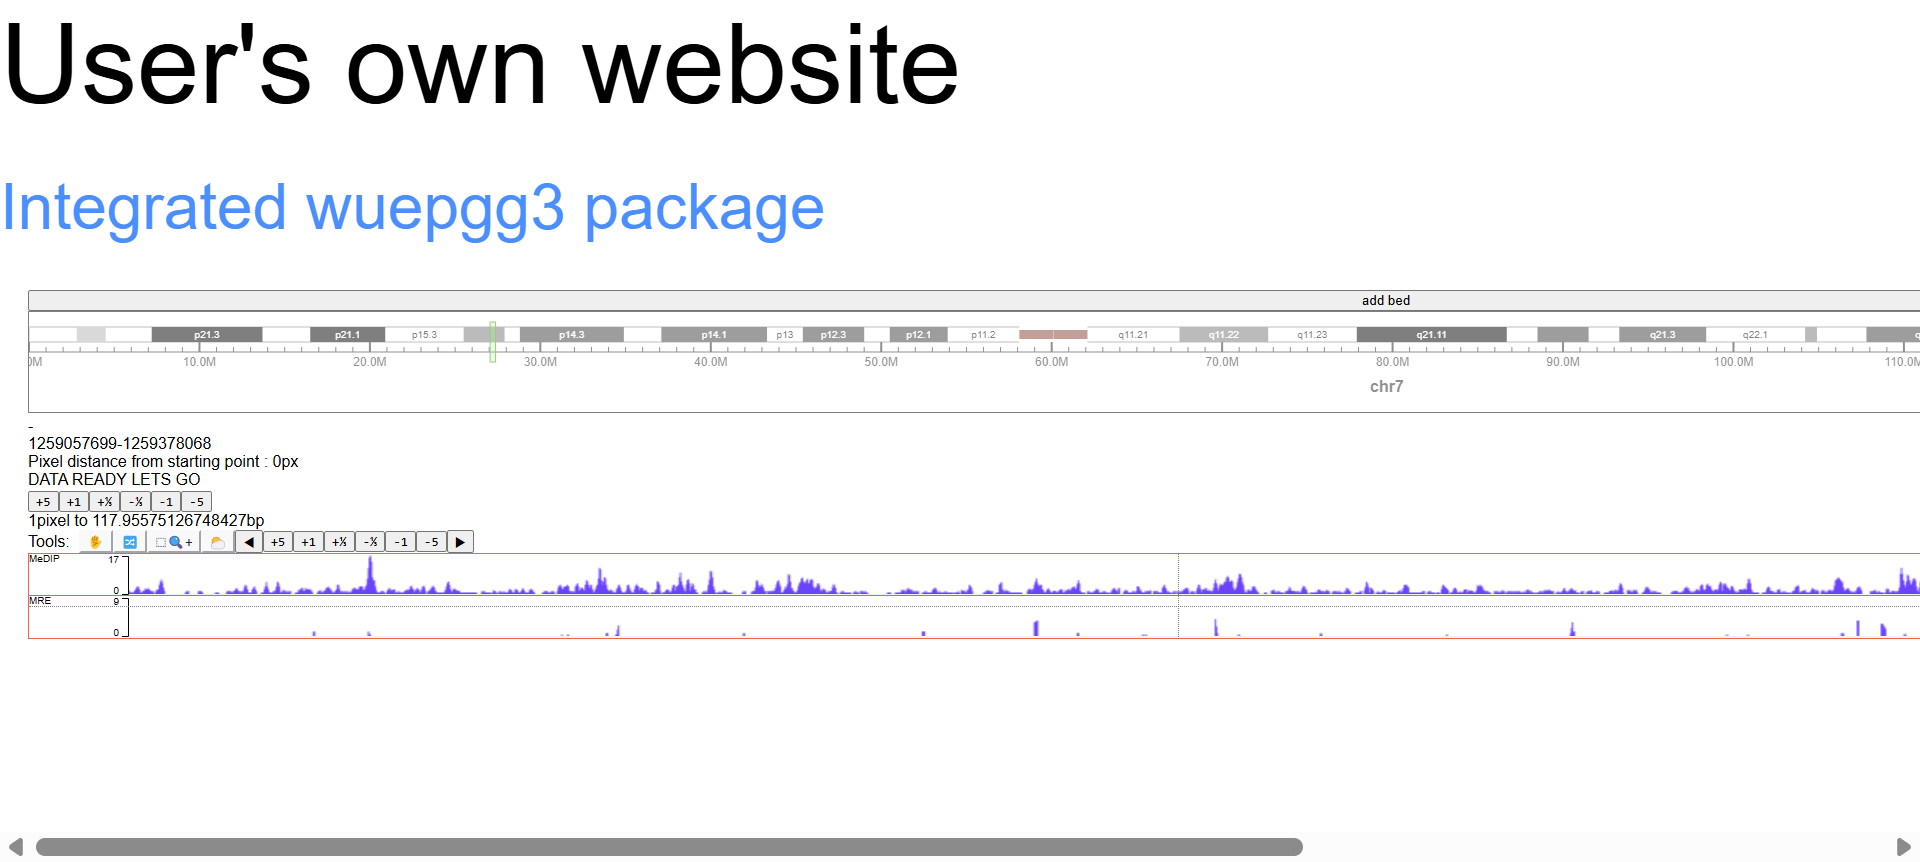 User's own website
Integrated wuepgg3 package
add bed
p21.3 p21.1 p15.3 p14.3 p14.1 p13 p12.3 p12.1 p11.2 q11.21 q11.22 q11.23 q21.11 q21.3 q22.1
0M 10.0M 20.0M 30.0M 40.0M 50.0M 60.0M 70.0M 80.0M 90.0M 100.0M 110.0M
chr7
-
1259057699-1259378068
Pixel distance from starting point : 0px
DATA READY LETS GO
+5 +1 +⅓ -⅓ -1 -5
1pixel to 117.95575126748427bp
Tools: + ◀ +5 +1 +⅓ -⅓ -1 -5 ▶
MeDIP 17
0
MRE 9
0